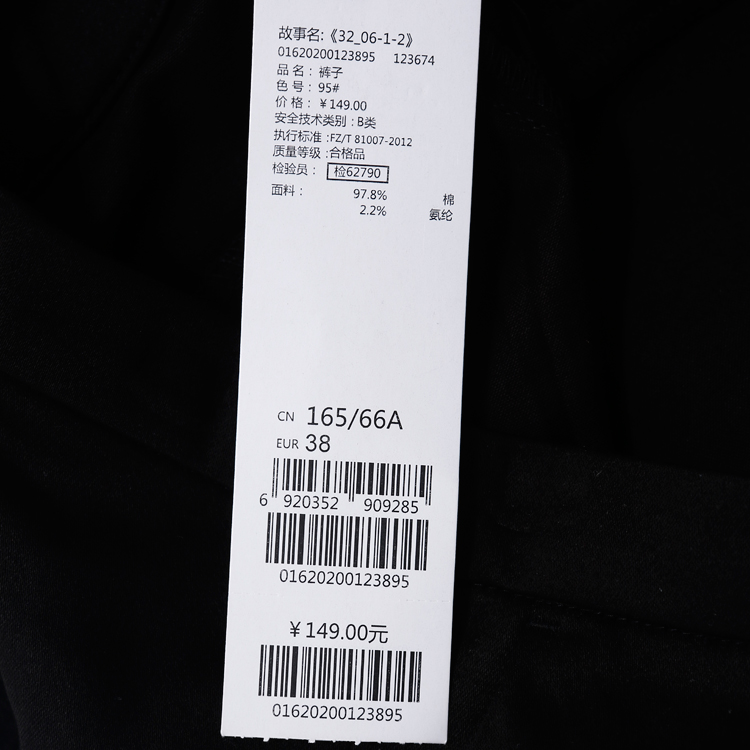 故事名:《32_06-1-2》
01620200123895 123674
品 名： 裤子
色 号： 95#
价 格： ￥149.00
安全技术类别 : B类
执行标准 :FZ/T 81007-2012
质量等级 :合格品
检验员： 检62790
面料： 97.8% 棉
2.2% 氨纶
CN 165/66A
EUR 38
6 920352 909285
01620200123895
￥149.00元
01620200123895